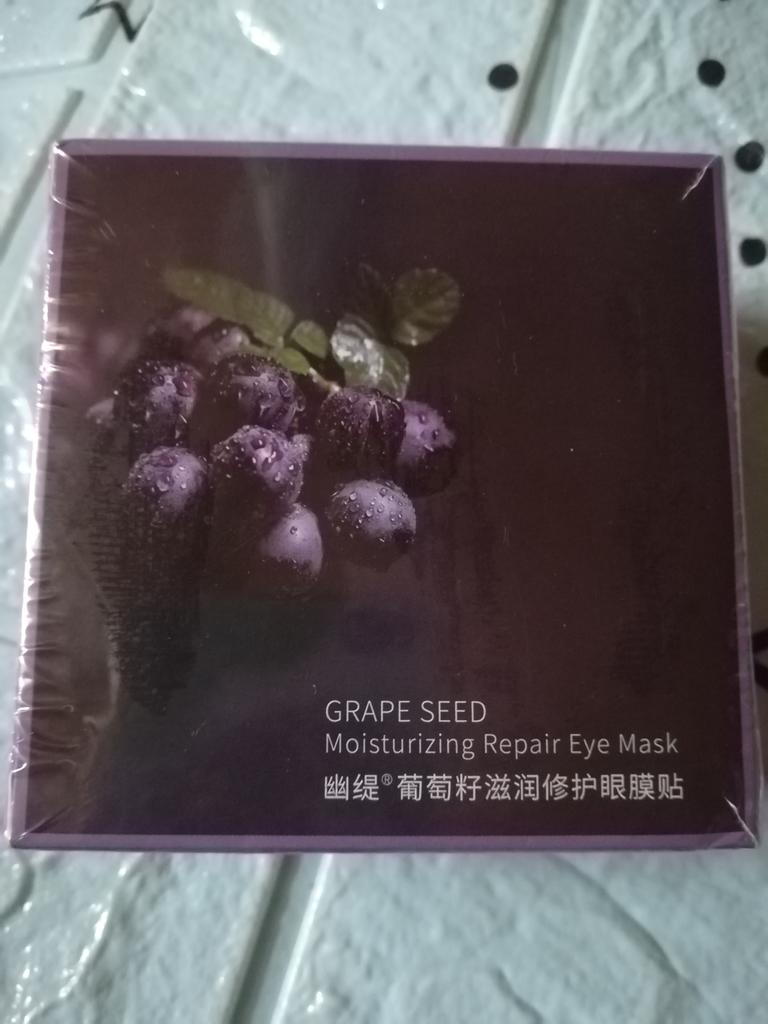 GRAPE SEED
Moisturizing Repair Eye Mask
幽缇®葡萄籽滋润修护眼膜贴